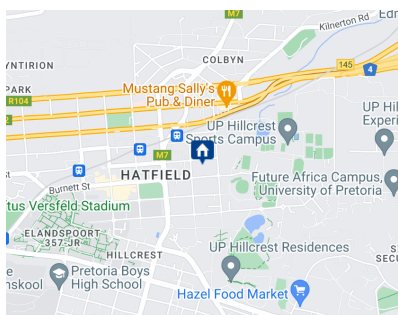 M7
Kilnerton Rd
Edm
COLBYN
YNTIRION
145
4
PARK
R104
Mustang Sally's
Pub & Diner
UP Hillcrest
Sports Campus
UP Hillc
Experi
M7
HATFIELD
Burnett St
Future Africa Campus,
University of Pretoria
tus Versfeld Stadium
ELANDSPOORT
357-JR
HILLCREST
UP Hillcrest Residences
S
SECU
Pretoria Boys
High School
e
nskool
Hazel Food Market